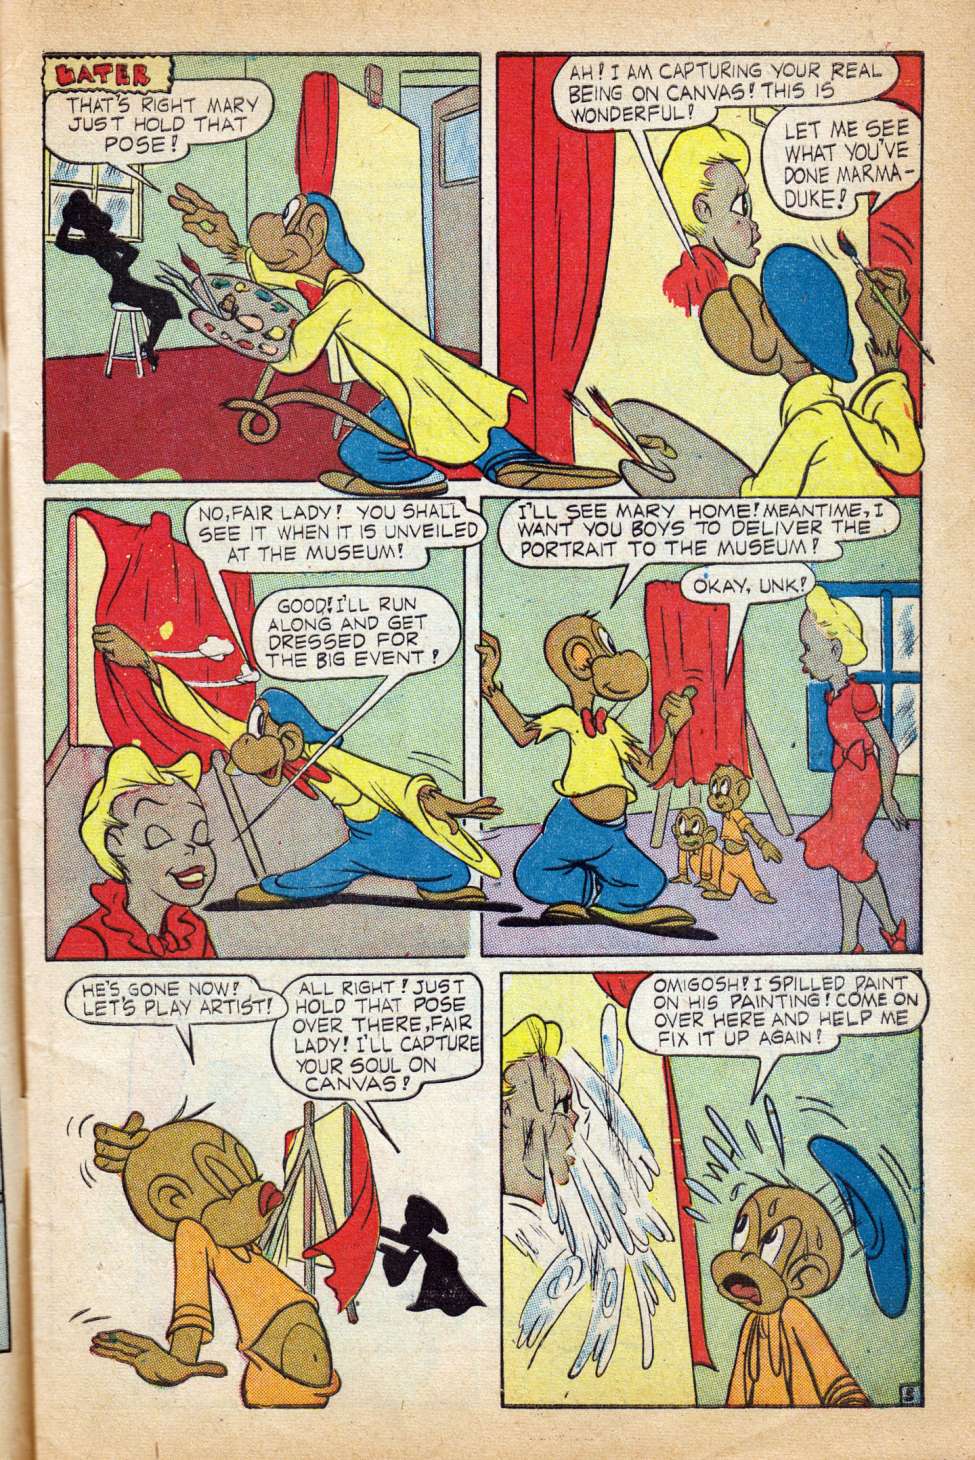 LATER
THAT'S RIGHT MARY
JUST HOLD THAT
POSE!
AH! I AM CAPTURING YOUR REAL
BEING ON CANVAS! THIS IS
WONDERFUL!
LET ME SEE
WHAT YOU'VE
DONE MARMA-
DUKE!
NO, FAIR LADY! YOU SHALL
SEE IT WHEN IT IS UNVEILED
AT THE MUSEUM!
GOOD! I'LL RUN
ALONG AND GET
DRESSED FOR
THE BIG EVENT!
I'LL SEE MARY HOME! MEANTIME, I
WANT YOU BOYS TO DELIVER THE
PORTRAIT TO THE MUSEUM!
OKAY, UNK!
HE'S GONE NOW!
LET'S PLAY ARTIST!
ALL RIGHT! JUST
HOLD THAT POSE
OVER THERE, FAIR
LADY! I'LL CAPTURE
YOUR SOUL ON
CANVAS!
OMIGOSH! I SPILLED PAINT
ON HIS PAINTING! COME ON
OVER HERE AND HELP ME
FIX IT UP AGAIN!
5